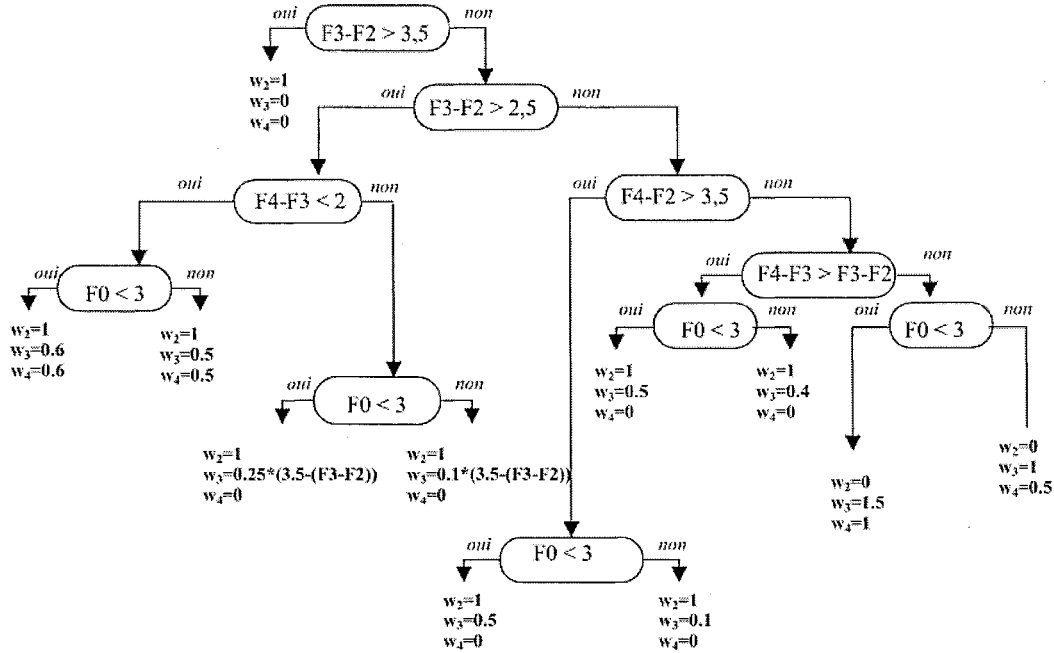 oui
non
F3-F2 > 3,5
w₂=1
w₃=0
w₄=0
oui
non
F3-F2 > 2,5
oui
non
F4-F3 < 2
oui
non
F4-F2 > 3,5
oui
non
F0 < 3
w₂=1
w₃=0.6
w₄=0.6
w₂=1
w₃=0.5
w₄=0.5
oui
non
F4-F3 > F3-F2
oui
non
F0 < 3
w₂=1
w₃=0.5
w₄=0
w₂=1
w₃=0.4
w₄=0
oui
non
F0 < 3
w₂=0
w₃=1.5
w₄=1
w₂=0
w₃=1
w₄=0.5
oui
non
F0 < 3
w₂=1
w₃=0.25*(3.5-(F3-F2))
w₄=0
w₂=1
w₃=0.1*(3.5-(F3-F2))
w₄=0
oui
non
F0 < 3
w₂=1
w₃=0.5
w₄=0
w₂=1
w₃=0.1
w₄=0